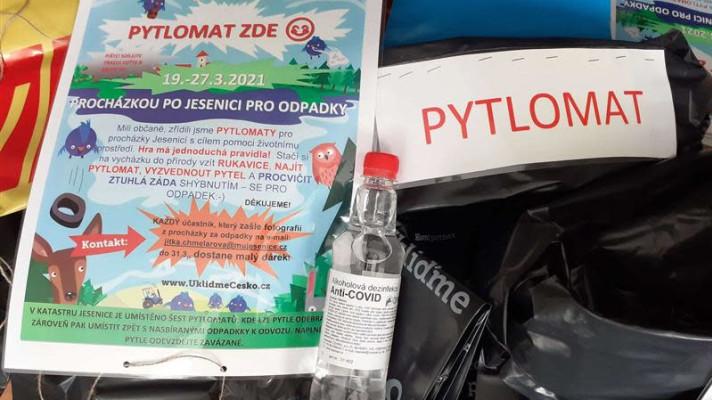 PYTLOMAT ZDE
19.-27.3.2021
PROCHÁZKOU PO JESENICI PRO ODPADKY
Milí občané, zřídili jsme PYTLOMATY pro
procházky Jesenicí s cílem pomoci životnímu
prostředí. Hra má jednoduchá pravidla! Stačí si
na vycházku do přírody vzít RUKAVICE, NAJÍT
PYTLOMAT, VYZVEDNOUT PYTEL A PROCVIČIT
ZTUHLÁ ZÁDA SHÝBNUTÍM – SE PRO
ODPADEK:-)
DĚKUJEME!
KAŽDÝ účastník, který zašle fotografii
z procházky za odpadky na e-mail:
jitka.chmelarova@mujesenice.cz
do 31.3., dostane malý dárek!
Kontakt:
www.UklidmeCesko.cz
V KATASTRU JESENICE JE UMÍSTĚNO ŠEST PYTLOMATŮ, KDE LZE PYTLE ODEBRA
ZÁROVEŇ PAK UMÍSTIT ZPĚT S NASBÍRANÝMI ODPADKY K ODVOZU. NAPLNĚ
PYTLE ODEVZDEJTE ZAVÁZANÉ.
PYTLOMAT
Alkoholová dezinfekce
Anti-COVID
Ukliďme